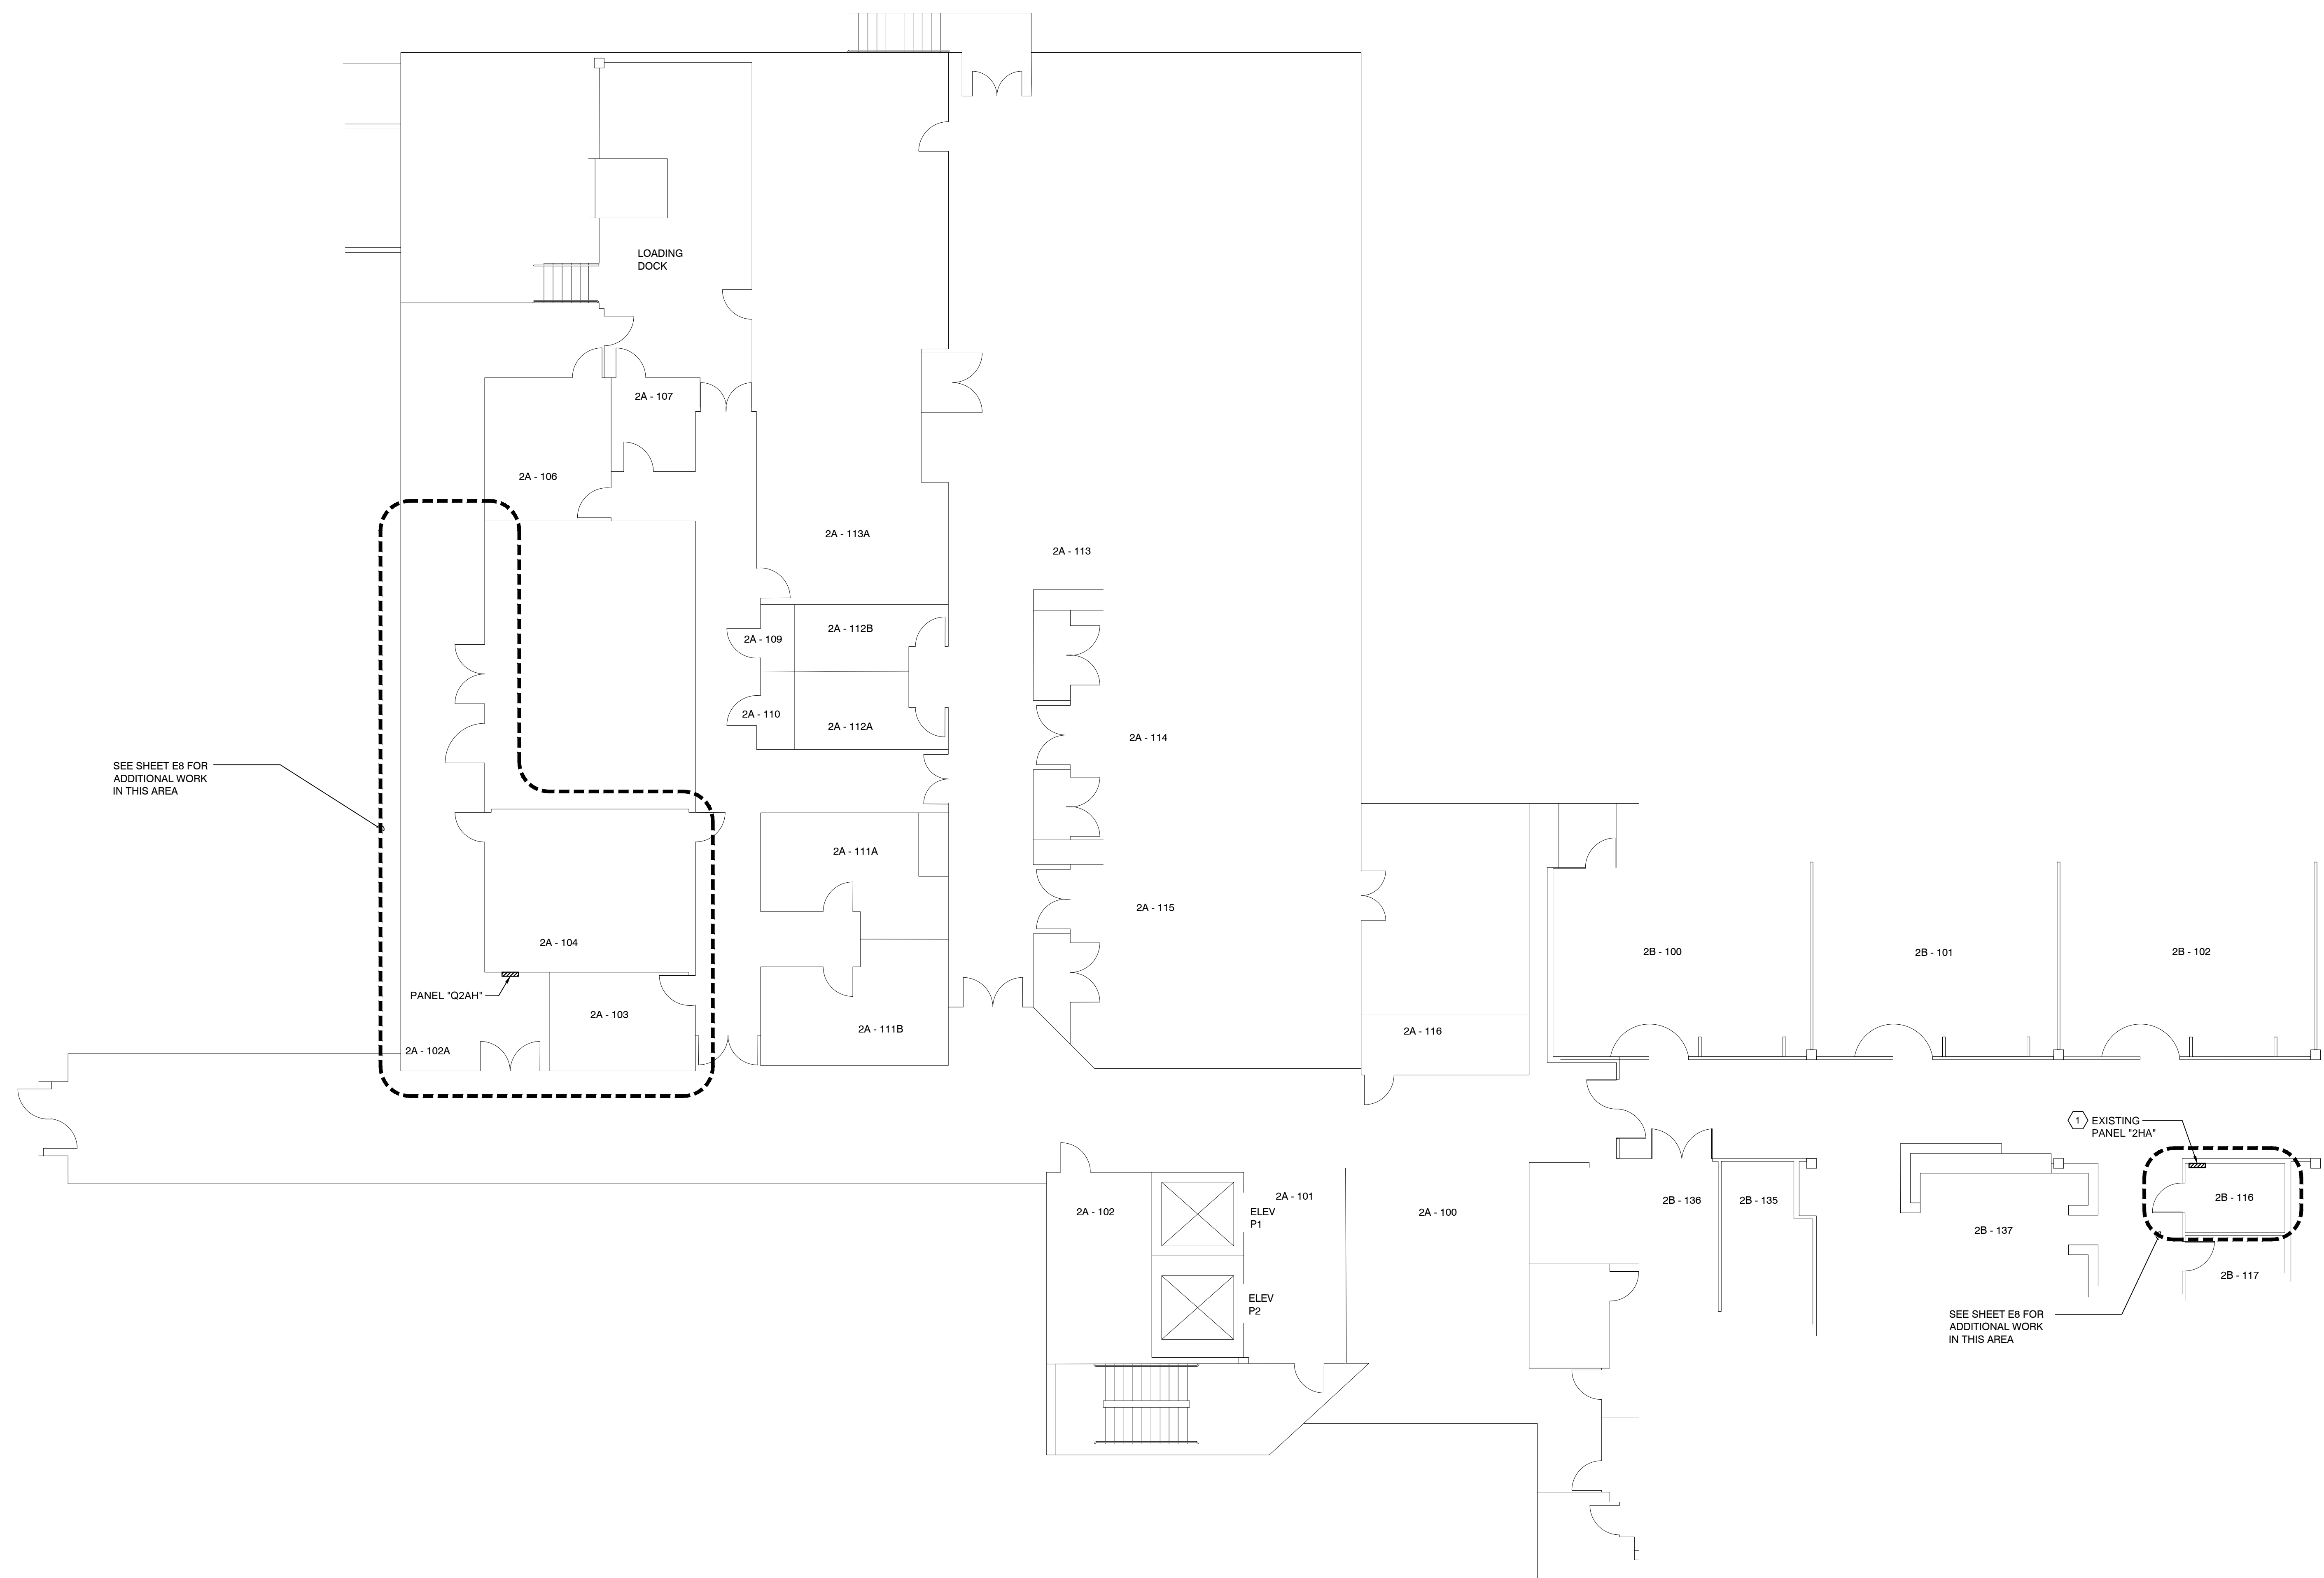 LOADING
DOCK
2A - 107
2A - 106
2A - 113A
2A - 113
2A - 109
2A - 112B
2A - 110
2A - 112A
2A - 114
SEE SHEET E8 FOR
ADDITIONAL WORK
IN THIS AREA
2A - 111A
2A - 115
2A - 104
2B - 100
2B - 101
2B - 102
PANEL "Q2AH"
2A - 103
2A - 111B
2A - 116
2A - 102A
1 EXISTING
PANEL "2HA"
2A - 102
2A - 101
ELEV
P1
2A - 100
2B - 136
2B - 135
2B - 137
2B - 116
2B - 117
ELEV
P2
SEE SHEET E8 FOR
ADDITIONAL WORK
IN THIS AREA